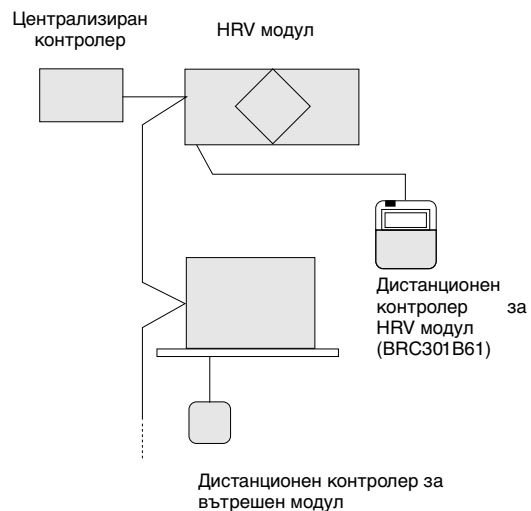 Централизиран
контролер
HRV модул
Дистанционен
контролер за
HRV модул
(BRC301B61)
Дистанционен контролер за
вътрешен модул